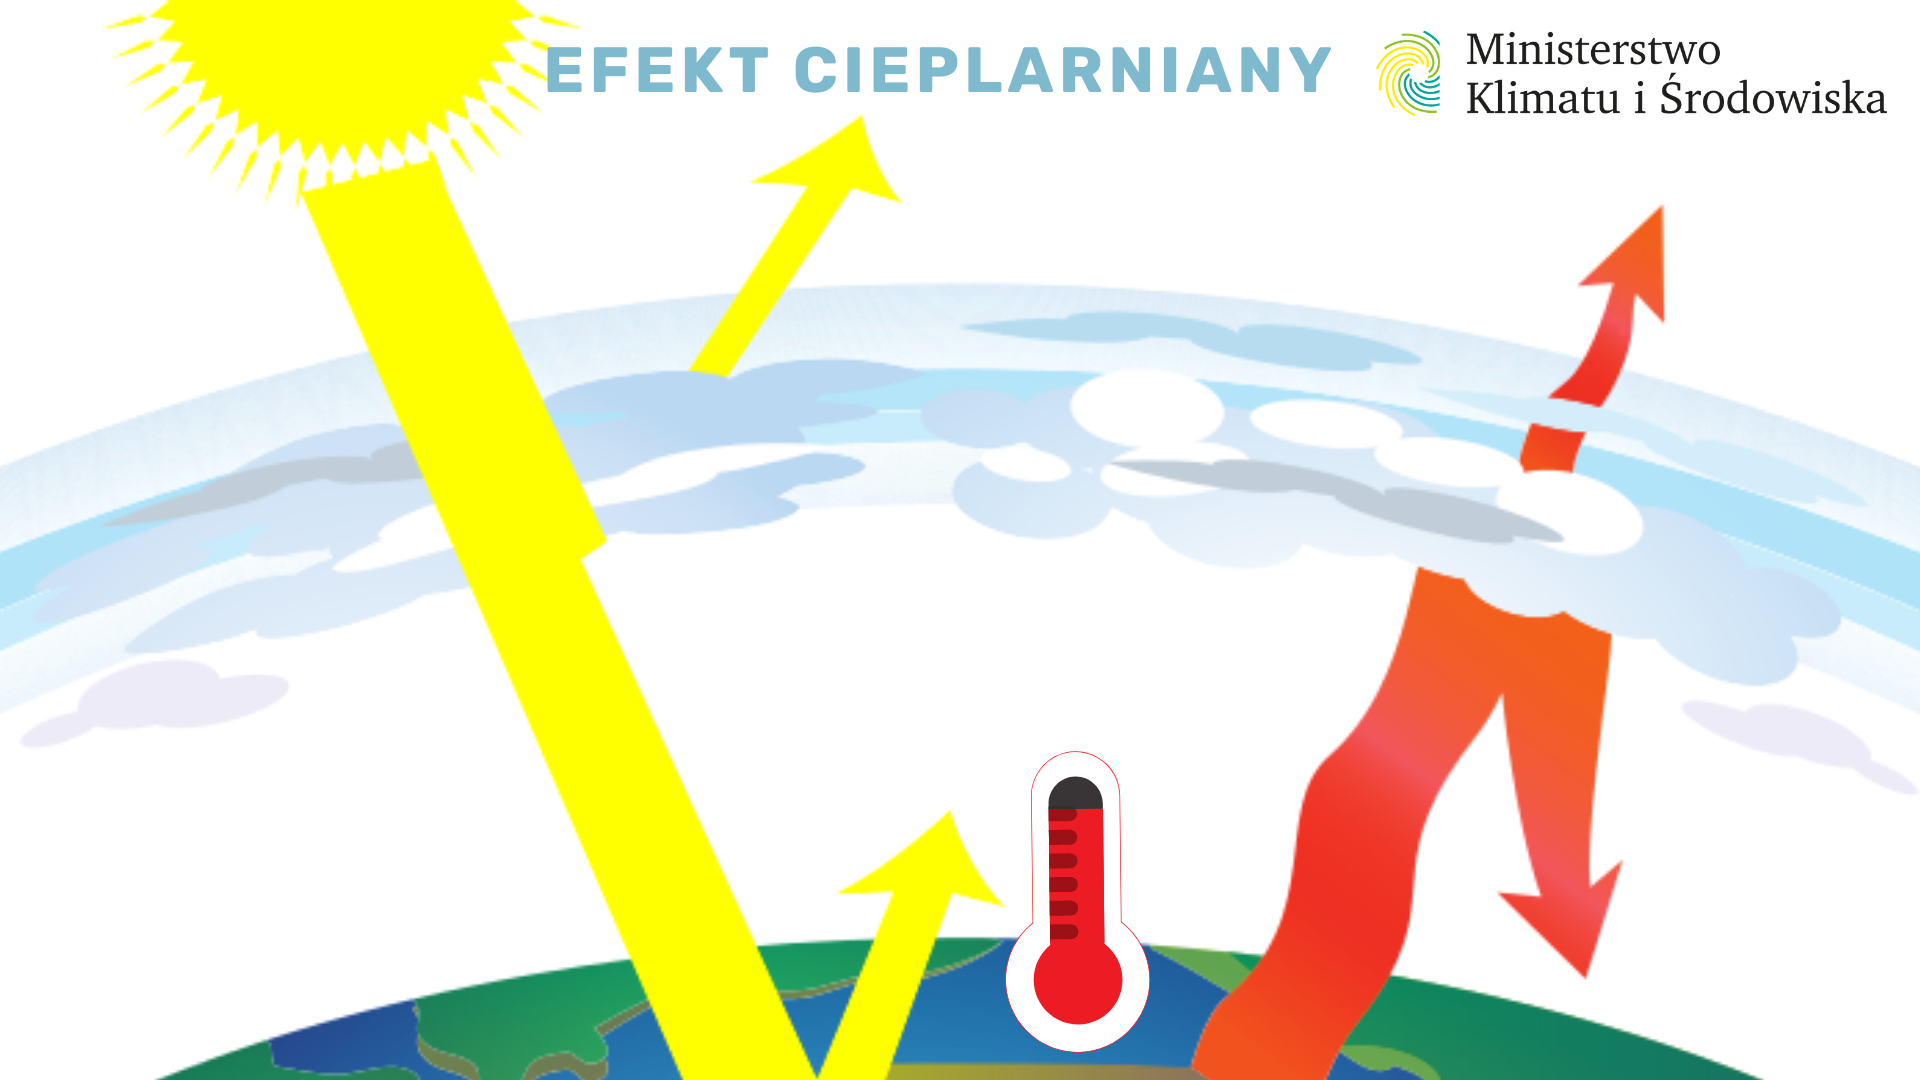 EFEKT CIEPLARNIANY
Ministerstwo
Klimatu i Środowiska